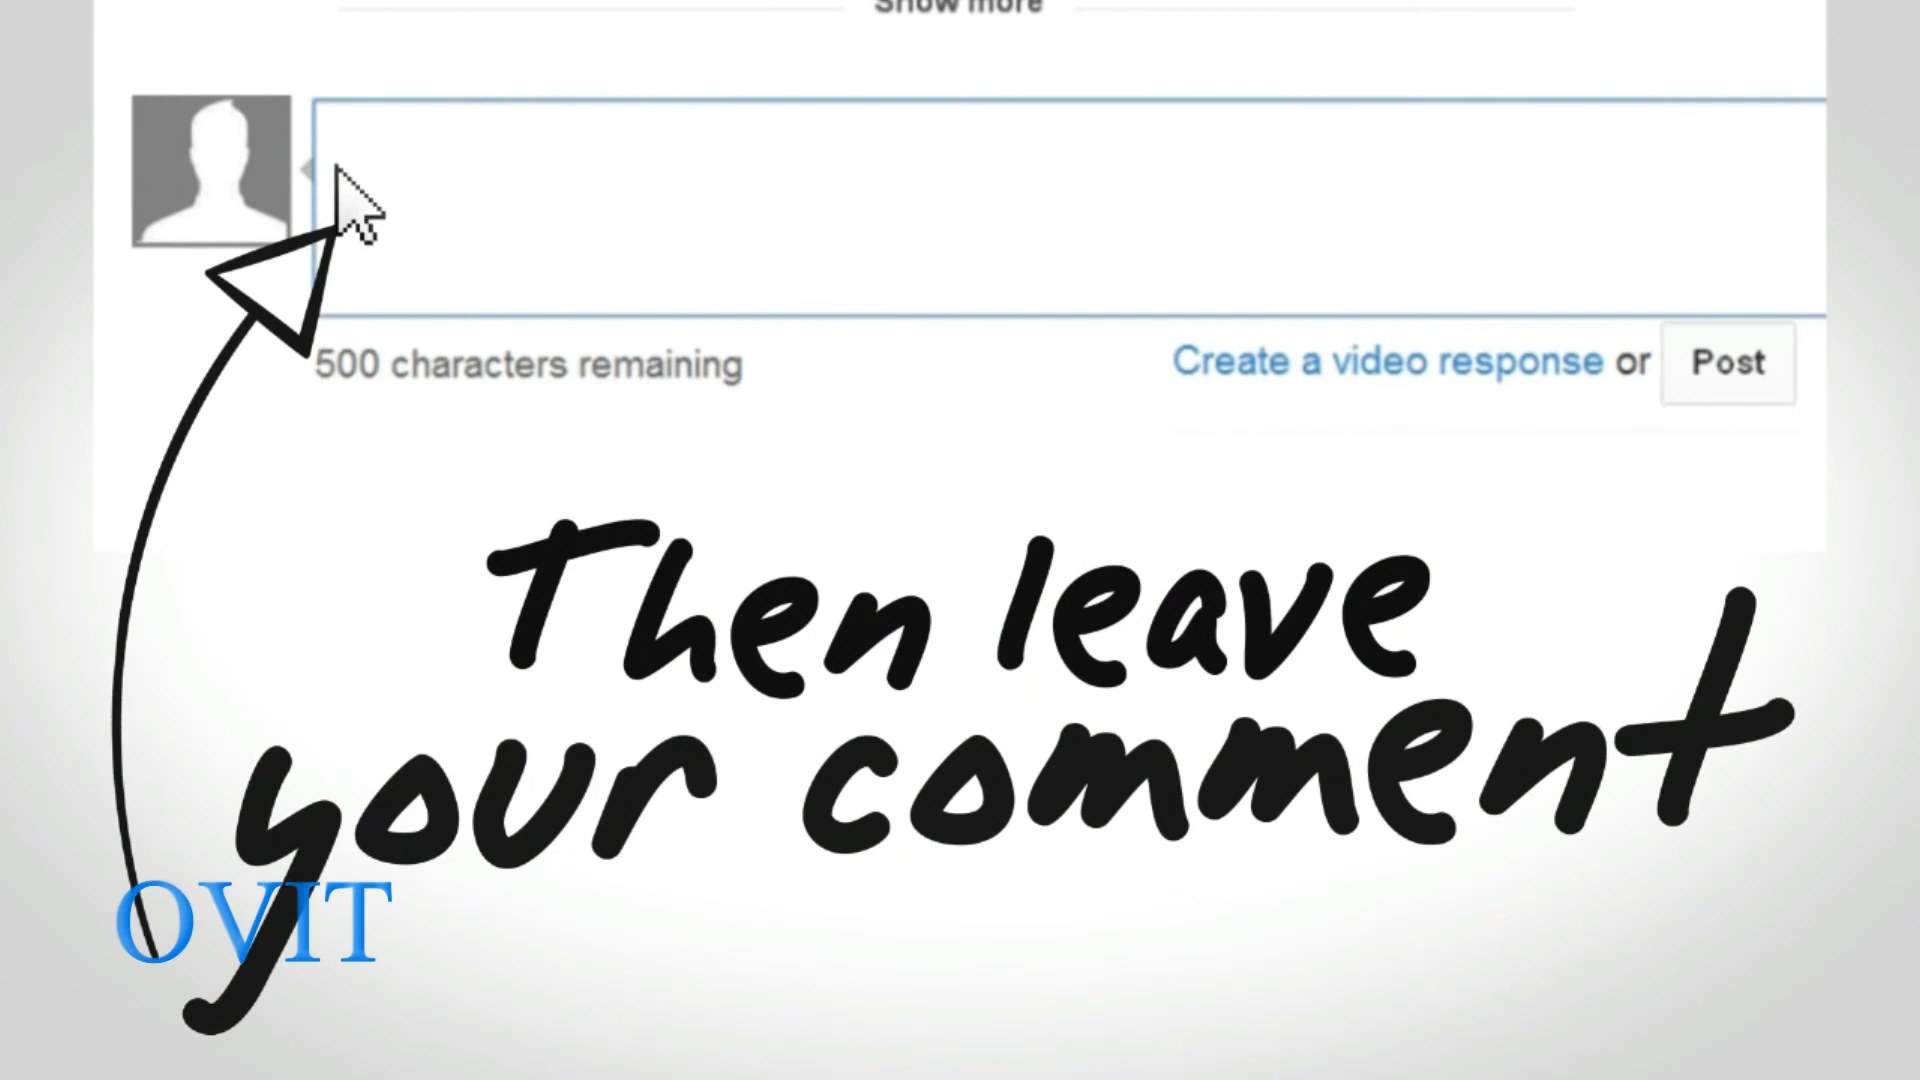 Show more
500 characters remaining
Create a video response or Post
Then leave
your comment
OVIT